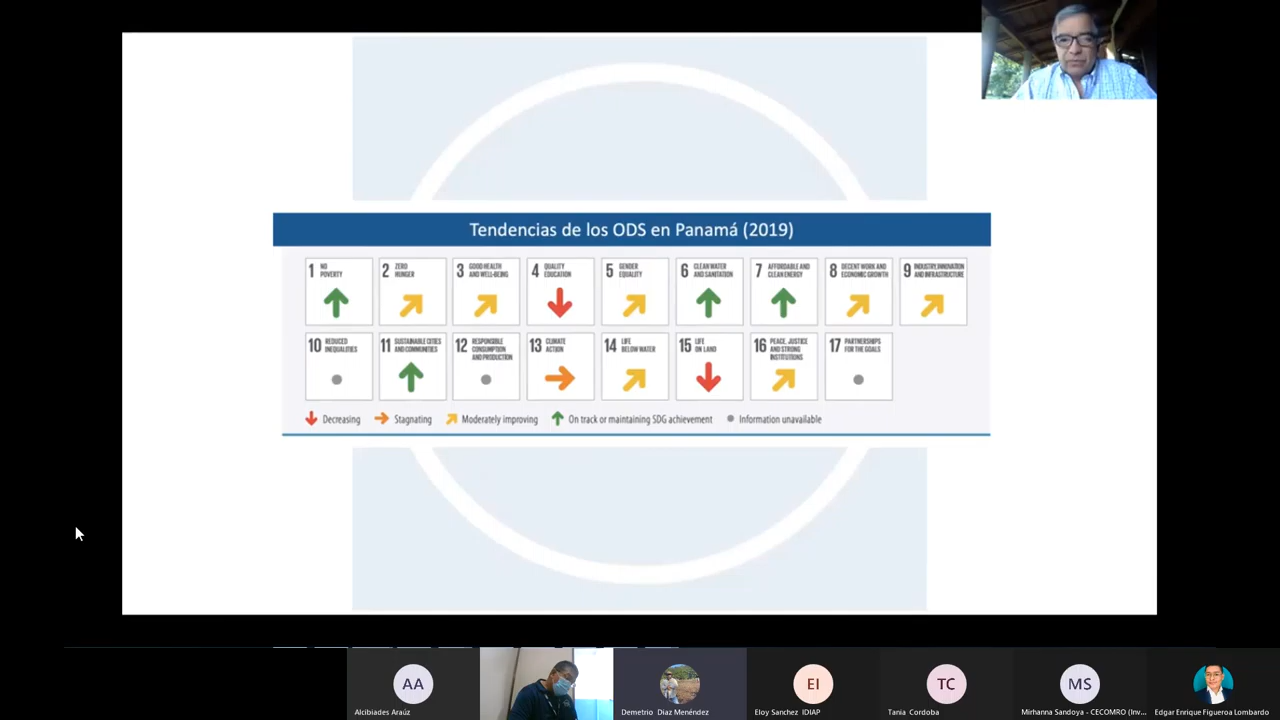 Tendencias de los ODS en Panamá (2019)
1 NO POVERTY
2 ZERO HUNGER
3 GOOD HEALTH AND WELL-BEING
4 QUALITY EDUCATION
5 GENDER EQUALITY
6 CLEAN WATER AND SANITATION
7 AFFORDABLE AND CLEAN ENERGY
8 DECENT WORK AND ECONOMIC GROWTH
9 INDUSTRY, INNOVATION AND INFRASTRUCTURE
10 REDUCED INEQUALITIES
11 SUSTAINABLE CITIES AND COMMUNITIES
12 RESPONSIBLE CONSUMPTION AND PRODUCTION
13 CLIMATE ACTION
14 LIFE BELOW WATER
15 LIFE ON LAND
16 PEACE, JUSTICE AND STRONG INSTITUTIONS
17 PARTNERSHIPS FOR THE GOALS
Decreasing Stagnating Moderately improving On track or maintaining SDG achievement Information unavailable
AA
EI
TC
MS
Alcibiades Araúz
Demetrio Diaz Menéndez
Eloy Sanchez IDIAP
Tania Cordoba
Mirhanna Sandoya - CECOMRO (Inv...
Edgar Enrique Figueroa Lombardo